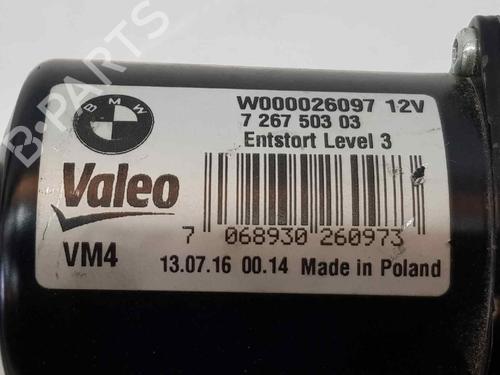 BMW
W000026097 12V
7 267 503 03
Entstort Level 3
Valeo
7 068930 260973
VM4
13.07.16 00.14 Made in Poland
B-PARTS